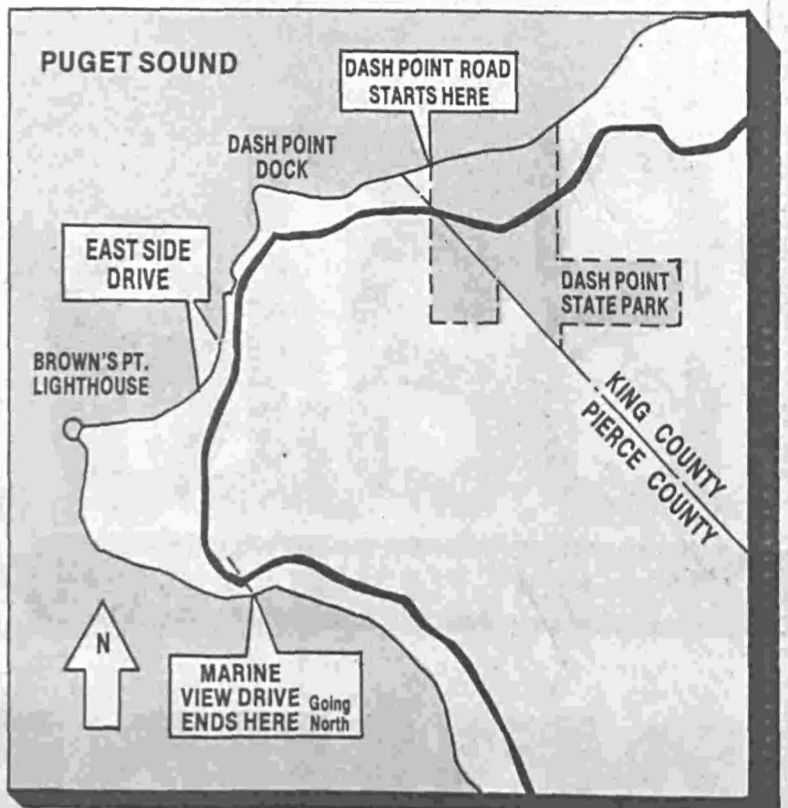 PUGET SOUND
DASH POINT ROAD
STARTS HERE
DASH POINT
DOCK
EAST SIDE
DRIVE
DASH POINT
STATE PARK
BROWN'S PT.
LIGHTHOUSE
KING COUNTY
PIERCE COUNTY
N
MARINE
VIEW DRIVE Going
ENDS HERE North